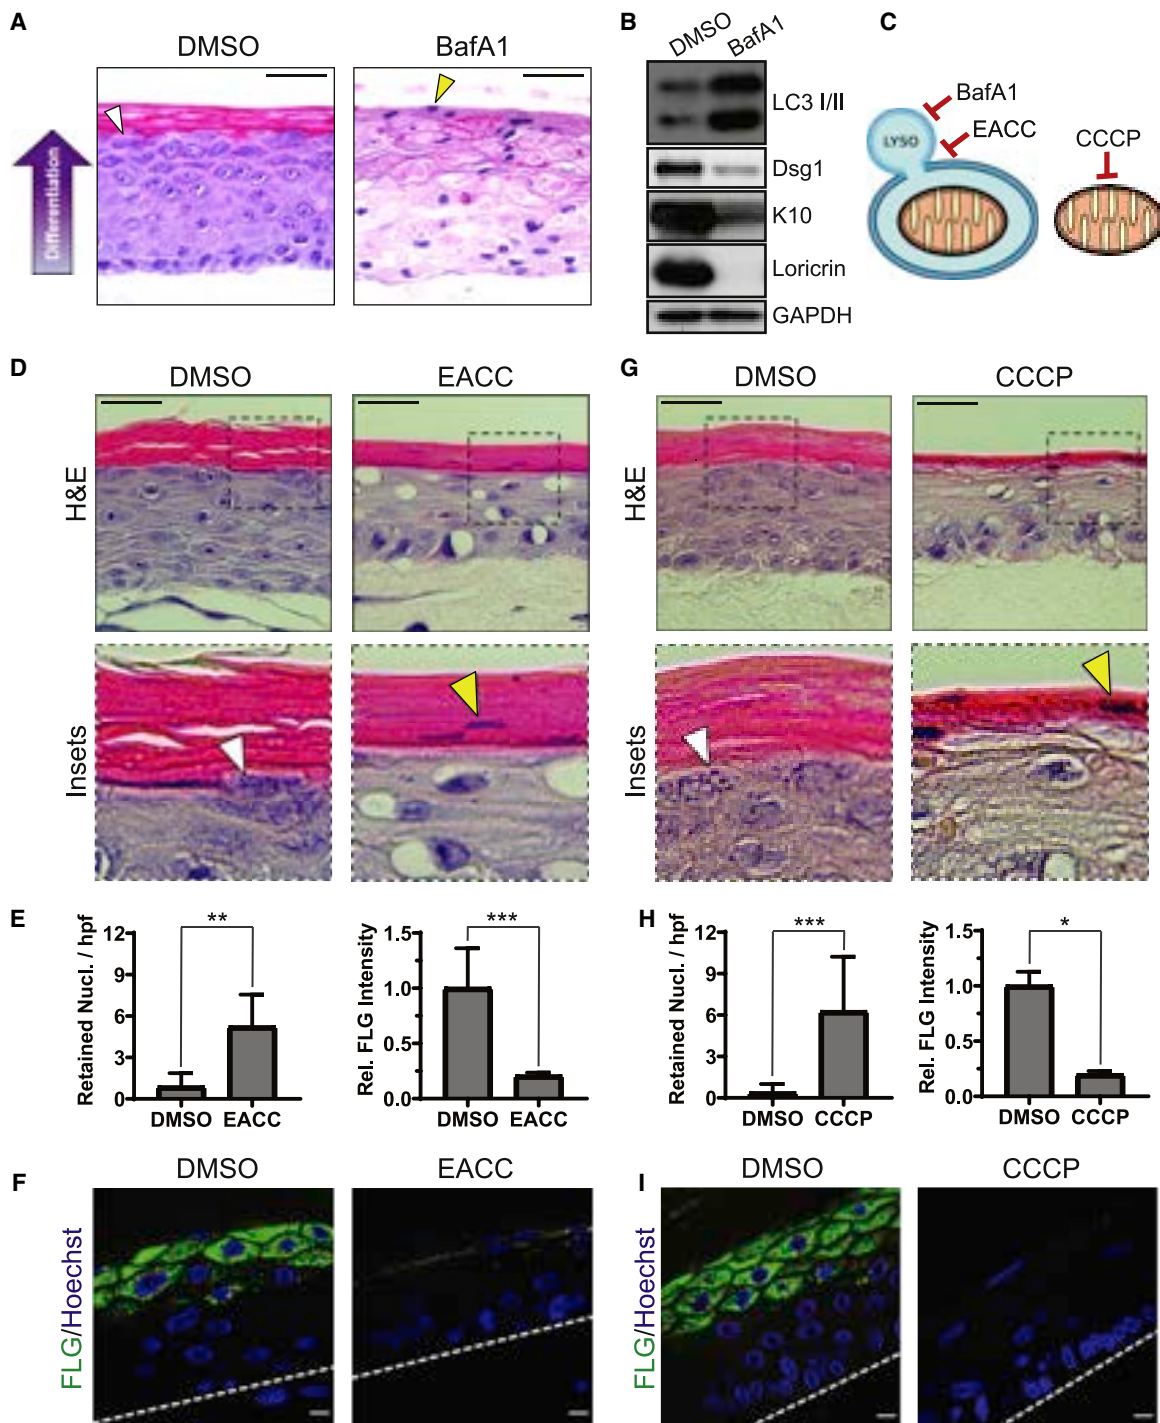 A
DMSO
BafA1
Differentiation
B
DMSO
BafA1
LC3 I/II
Dsg1
K10
Loricrin
GAPDH
C
BafA1
EACC
LYSO
CCCP
D
DMSO
EACC
H&E
Insets
G
DMSO
CCCP
H&E
Insets
E
Retained Nucl. / hpf
12
9
6
3
0
**
DMSO
EACC
Rel. FLG Intensity
1.5
1.0
0.5
0.0
***
DMSO
EACC
H
Retained Nucl. / hpf
12
9
6
3
0
***
DMSO
CCCP
Rel. FLG Intensity
1.5
1.0
0.5
0.0
*
DMSO
CCCP
F
DMSO
EACC
FLG/Hoechst
I
DMSO
CCCP
FLG/Hoechst